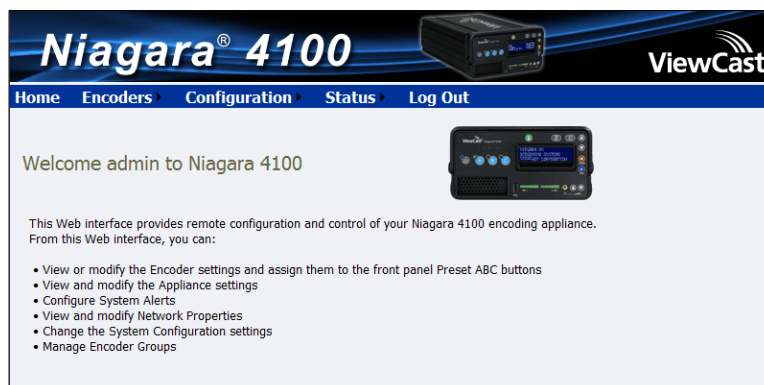 Niagara® 4100
ViewCast
Home Encoders Configuration Status Log Out
Welcome admin to Niagara 4100
This Web interface provides remote configuration and control of your Niagara 4100 encoding appliance.
From this Web interface, you can:
• View or modify the Encoder settings and assign them to the front panel Preset ABC buttons
• View and modify the Appliance settings
• Configure System Alerts
• View and modify Network Properties
• Change the System Configuration settings
• Manage Encoder Groups